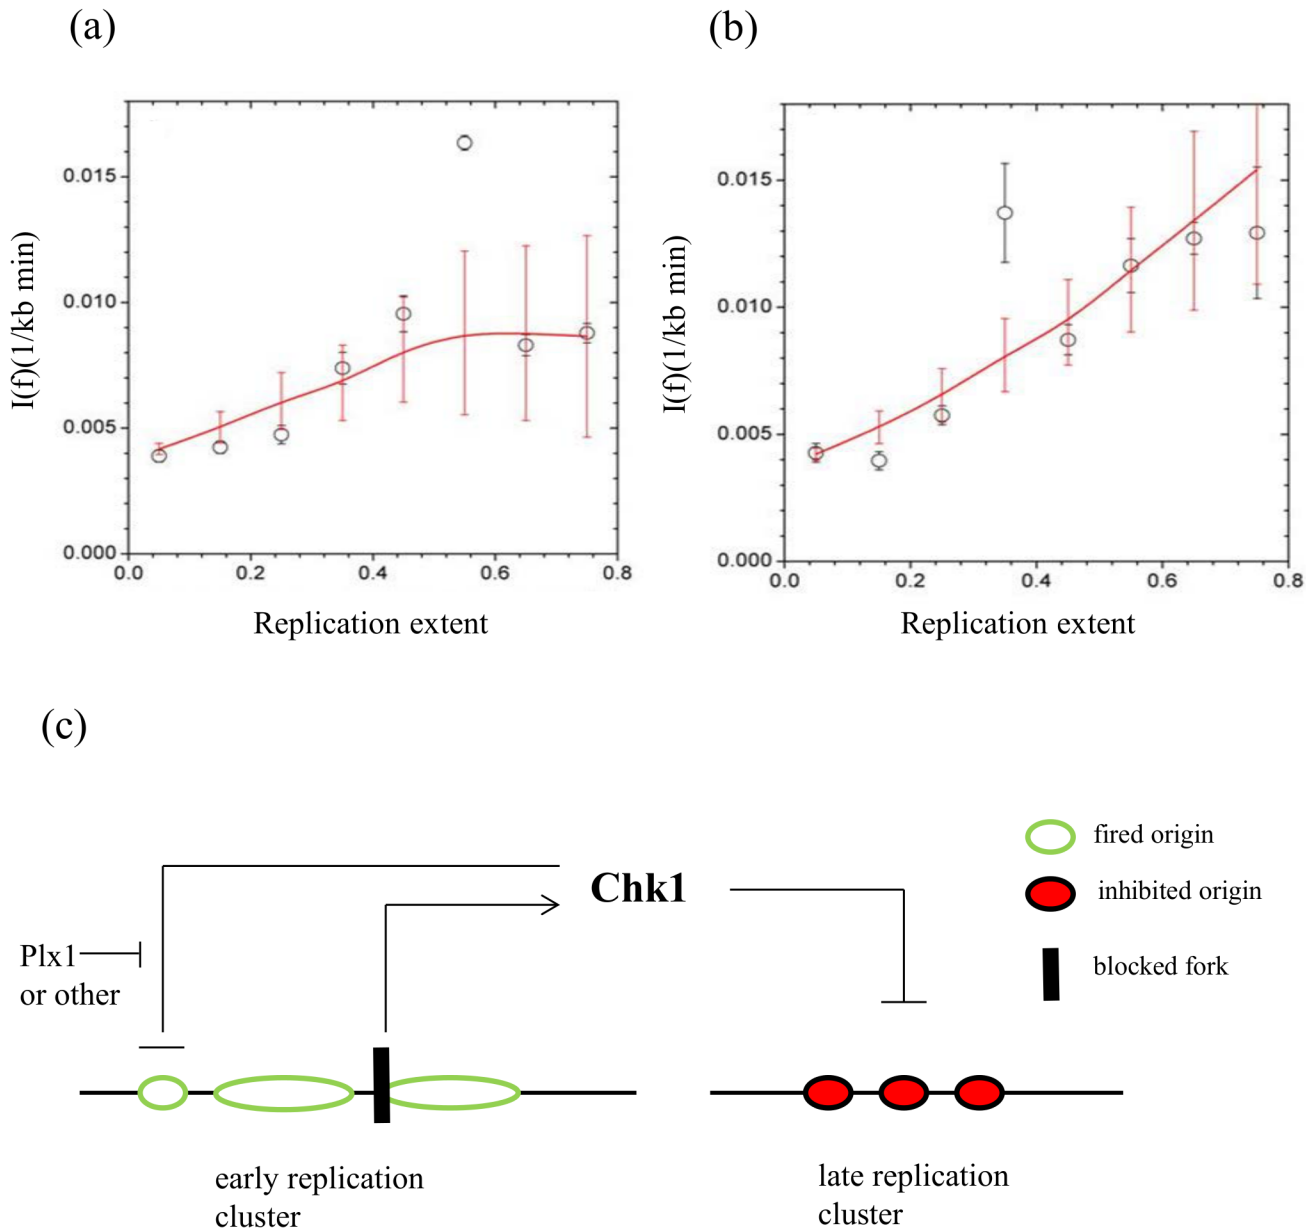 (a)
I(f)(1/kb min)
0.015
0.010
0.005
0.000
0.0 0.2 0.4 0.6 0.8
Replication extent
(b)
I(f)(1/kb min)
0.015
0.010
0.005
0.000
0.0 0.2 0.4 0.6 0.8
Replication extent
(c)
Chk1
Plx1
or other
early replication
cluster
late replication
cluster
fired origin
inhibited origin
blocked fork